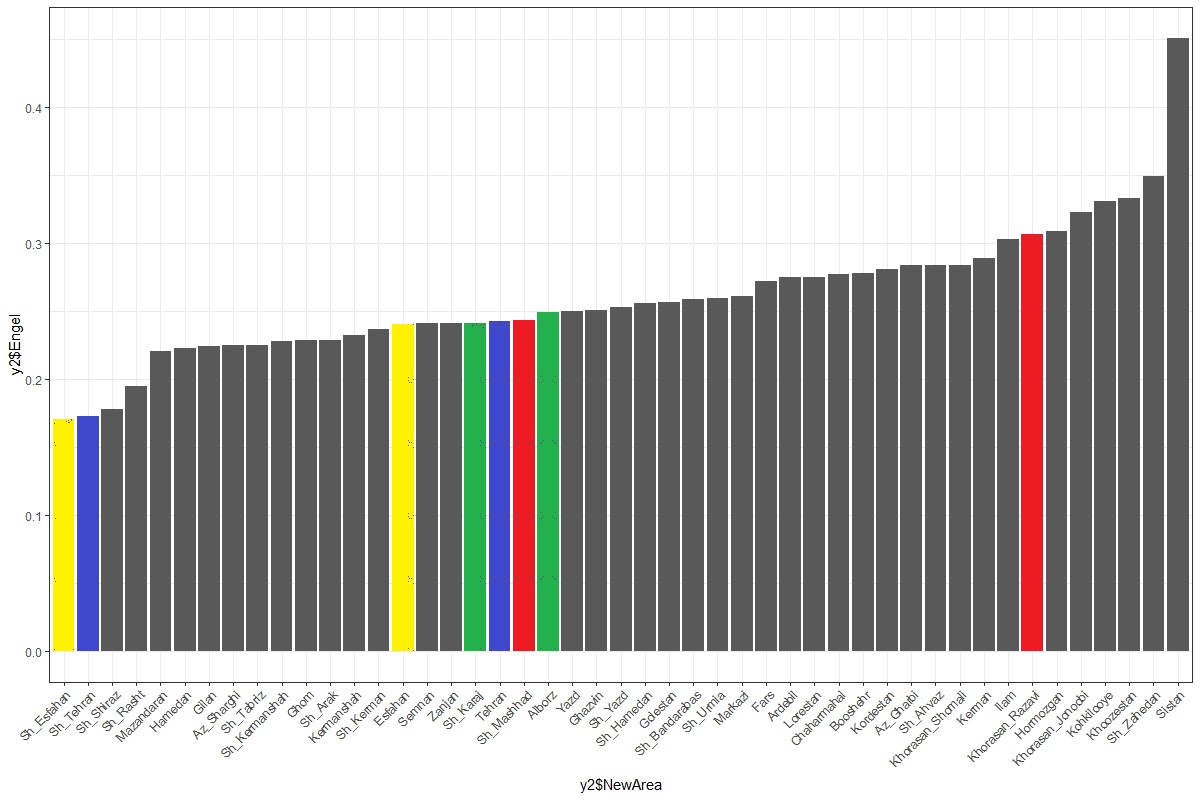 y2$Engel
0.4
0.3
0.2
0.1
0.0
Sh_Esfahan
Sh_Tehran
Sh_Shiraz
Sh_Rasht
Mazandaran
Hamedan
Gilan
Az_Sharghi
Sh_Tabriz
Sh_Kermanshah
Ghom
Sh_Arak
Kermanshah
Sh_Kerman
Esfahan
Semnan
Zanjan
Sh_Karaj
Tehran
Sh_Mashhad
Alborz
Yazd
Ghazvin
Sh_Yazd
Sh_Hamedan
Golestan
Sh_Bandarabas
Sh_Urmia
Markazi
Fars
Ardebil
Lorestan
Chaharmahal
Booshehr
Kordestan
Az_Gharbi
Sh_Ahvaz
Khorasan_Shomali
Kerman
Ilam
Khorasan_Razavi
Hormozgan
Khorasan_Jonoobi
Kohkilooye
Khoozestan
Sh_Zahedan
Sistan
y2$NewArea